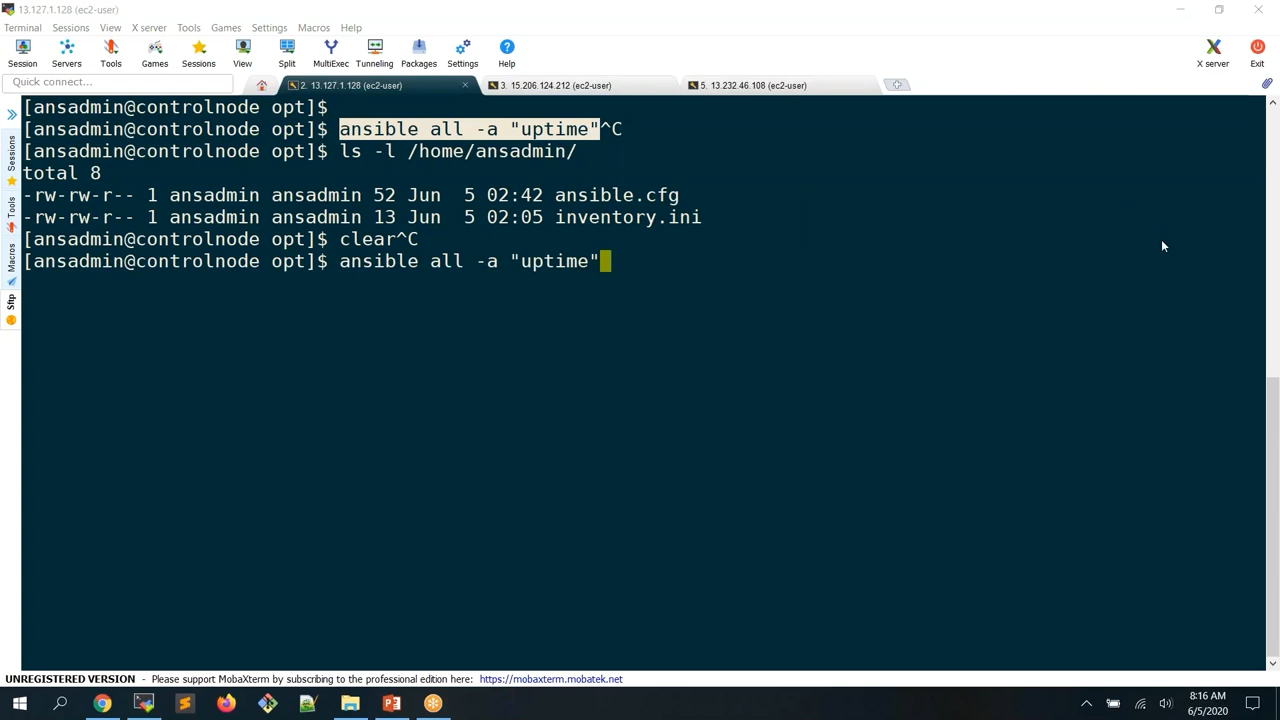 13.127.1.128 (ec2-user)
Terminal Sessions View X server Tools Games Settings Macros Help
Session Servers Tools Games Sessions View Split MultiExec Tunneling Packages Settings Help X server Exit
Quick connect...
2. 13.127.1.128 (ec2-user)
3. 15.206.124.212 (ec2-user)
5. 13.232.46.108 (ec2-user)
Sessions
Tools
Macros
Sftp
[ansadmin@controlnode opt]$
[ansadmin@controlnode opt]$ ansible all -a "uptime"^C
[ansadmin@controlnode opt]$ ls -l /home/ansadmin/
total 8
-rw-rw-r-- 1 ansadmin ansadmin 52 Jun  5 02:42 ansible.cfg
-rw-rw-r-- 1 ansadmin ansadmin 13 Jun  5 02:05 inventory.ini
[ansadmin@controlnode opt]$ clear^C
[ansadmin@controlnode opt]$ ansible all -a "uptime"
UNREGISTERED VERSION - Please support MobaXterm by subscribing to the professional edition here: https://mobaxterm.mobatek.net
8:16 AM
6/5/2020